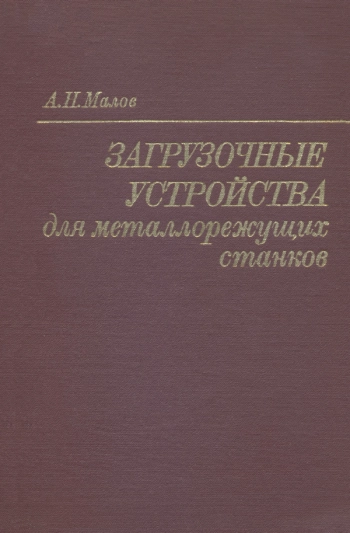 А.Н.Малов
ЗАГРУЗОЧНЫЕ
УСТРОЙСТВА
для металлорежущих
станков